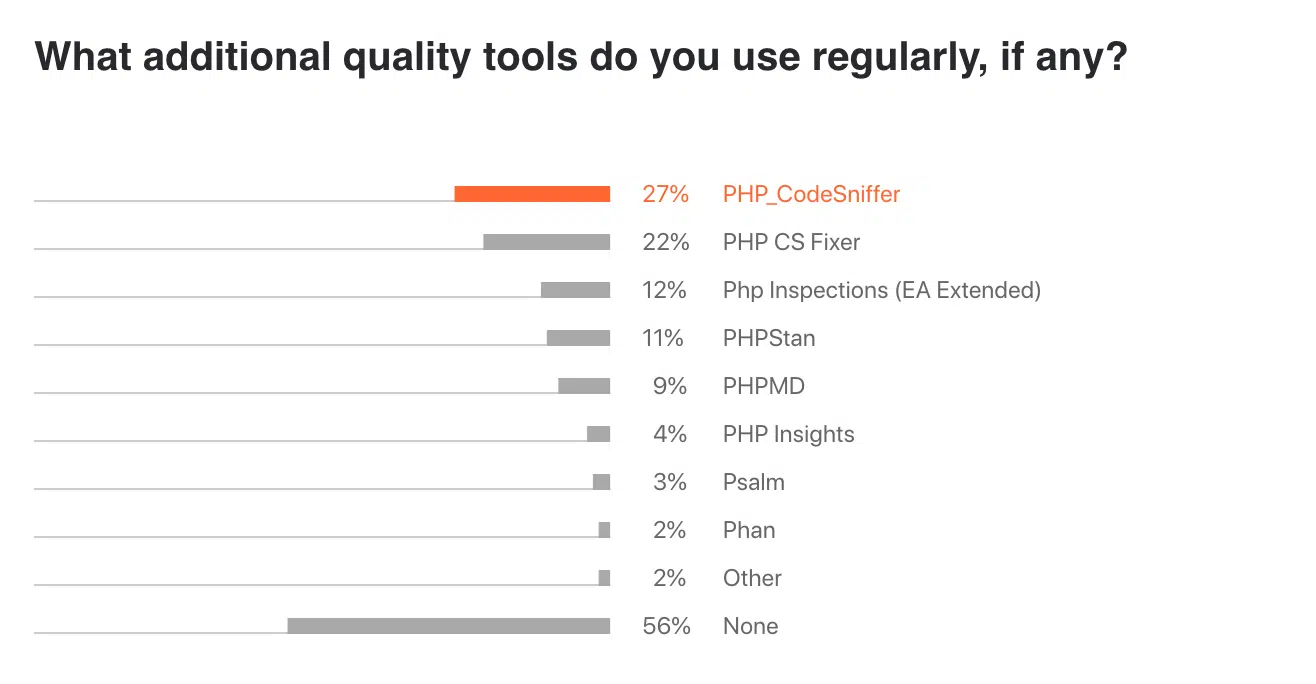 What additional quality tools do you use regularly, if any?
27% PHP_CodeSniffer
22% PHP CS Fixer
12% Php Inspections (EA Extended)
11% PHPStan
9% PHPMD
4% PHP Insights
3% Psalm
2% Phan
2% Other
56% None